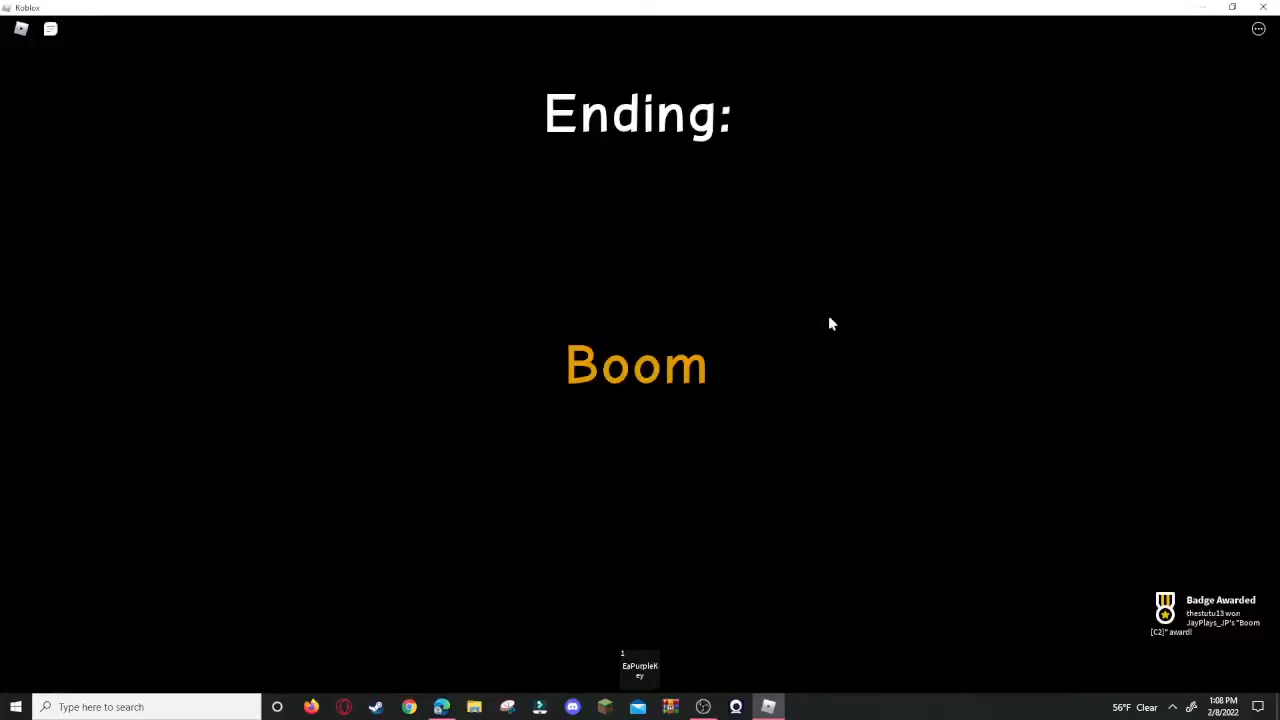 Roblox
Ending:
Boom
Badge Awarded
thestutu13 won
JayPlays_JP's "Boom
[C2]" award!
1
EaPurpleK
ey
Type here to search
56°F Clear
1:08 PM
2/8/2022